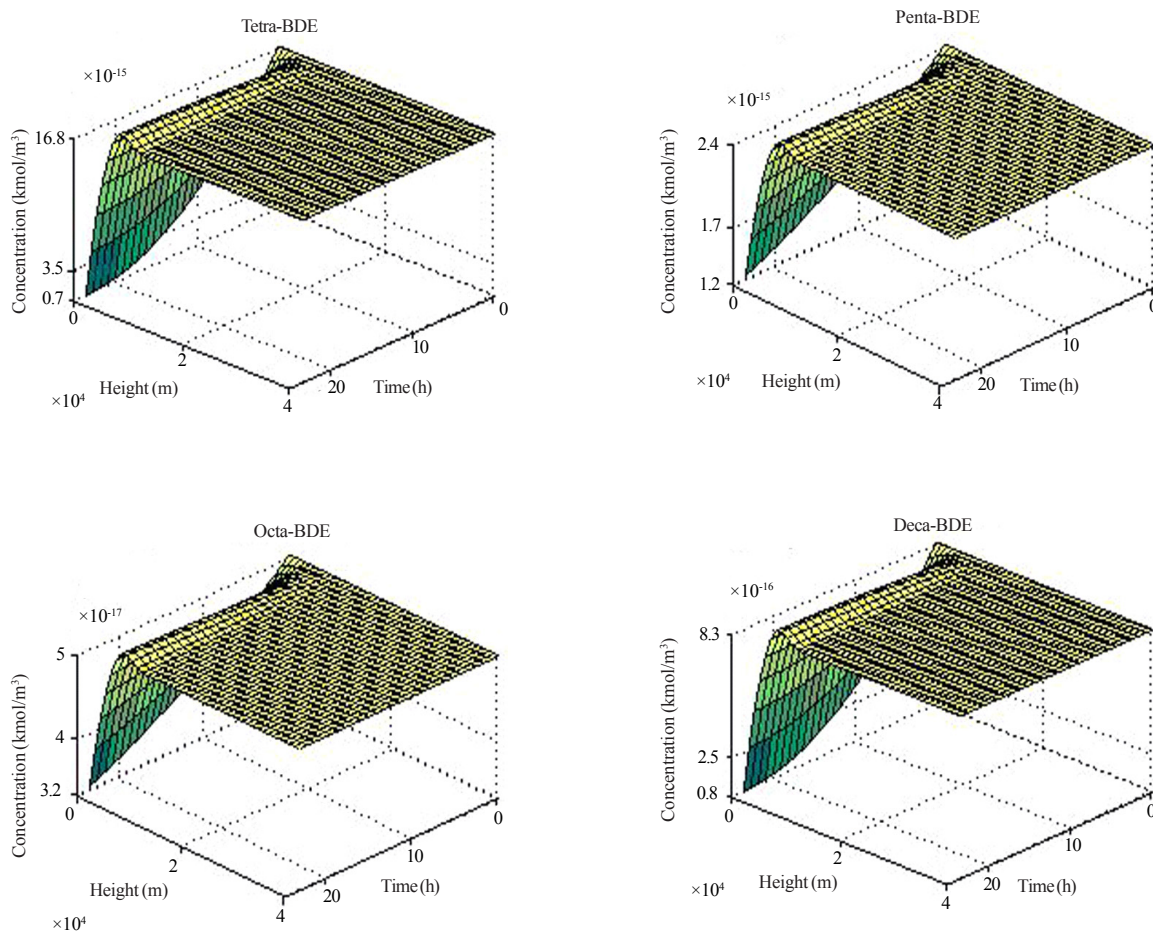 Tetra-BDE
×10-15
Concentration (kmol/m3)
16.8
3.5
0.7
0
2
4
Height (m)
×104
20
10
0
Time (h)
Penta-BDE
×10-15
Concentration (kmol/m3)
2.4
1.7
1.2
0
2
4
Height (m)
×104
20
10
0
Time (h)
Octa-BDE
×10-17
Concentration (kmol/m3)
5
4
3.2
0
2
4
Height (m)
×104
20
10
0
Time (h)
Deca-BDE
×10-16
Concentration (kmol/m3)
8.3
2.5
0.8
0
2
4
Height (m)
×104
20
10
0
Time (h)